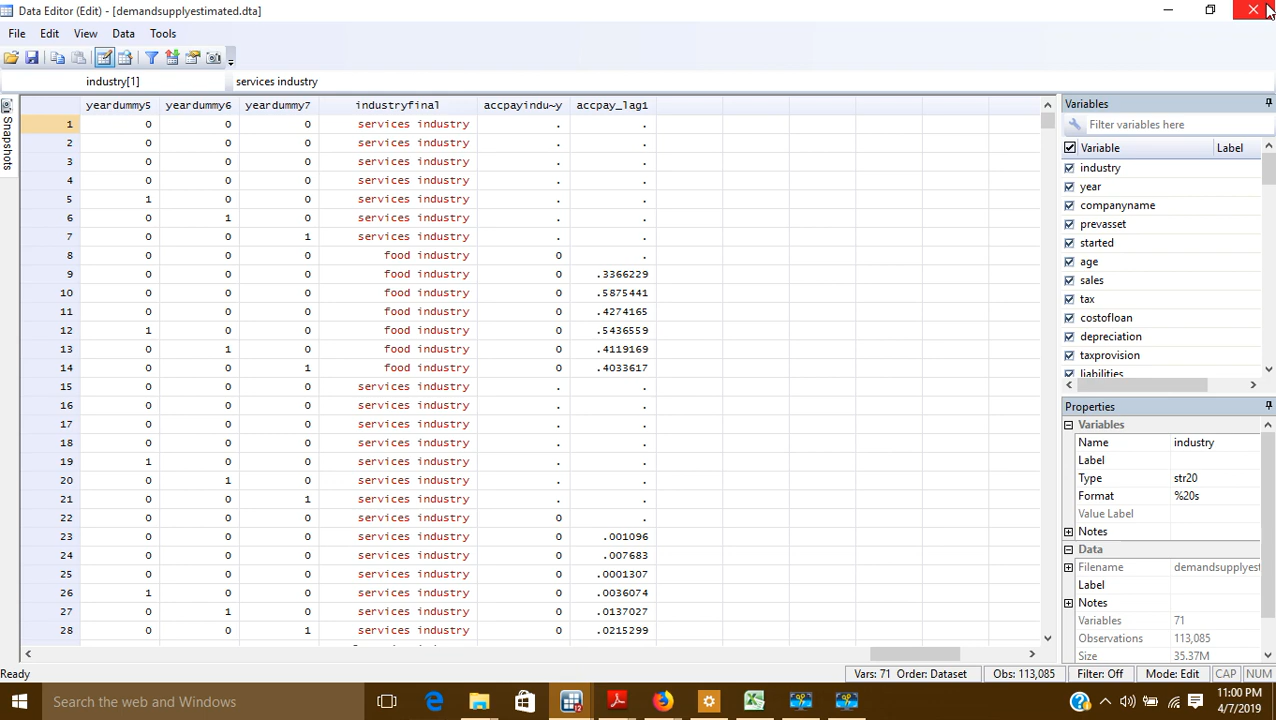 Data Editor (Edit) - [demandsupplyestimated.dta]
File Edit View Data Tools
industry[1] services industry
Snapshots
yeardummy5 yeardummy6 yeardummy7 industryfinal accpayindu~y accpay_lag1
1 0 0 0 services industry . .
2 0 0 0 services industry . .
3 0 0 0 services industry . .
4 0 0 0 services industry . .
5 1 0 0 services industry . .
6 0 1 0 services industry . .
7 0 0 1 services industry . .
8 0 0 0 food industry 0 .
9 0 0 0 food industry 0 .3366229
10 0 0 0 food industry 0 .5875441
11 0 0 0 food industry 0 .4274165
12 1 0 0 food industry 0 .5436559
13 0 1 0 food industry 0 .4119169
14 0 0 1 food industry 0 .4033617
15 0 0 0 services industry . .
16 0 0 0 services industry . .
17 0 0 0 services industry . .
18 0 0 0 services industry . .
19 1 0 0 services industry . .
20 0 1 0 services industry . .
21 0 0 1 services industry . .
22 0 0 0 services industry 0 .
23 0 0 0 services industry 0 .001096
24 0 0 0 services industry 0 .007683
25 0 0 0 services industry 0 .0001307
26 1 0 0 services industry 0 .0036074
27 0 1 0 services industry 0 .0137027
28 0 0 1 services industry 0 .0215299
Variables
Filter variables here
Variable Label
industry
year
companyname
prevasset
started
age
sales
tax
costofloan
depreciation
taxprovision
liabilities
Properties
Variables
Name industry
Label
Type str20
Format %20s
Value Label
Notes
Data
Filename demandsupplyest
Label
Notes
Variables 71
Observations 113,085
Size 35.37M
Ready Vars: 71 Order: Dataset Obs: 113,085 Filter: Off Mode: Edit CAP NUM
Search the web and Windows
11:00 PM
4/7/2019